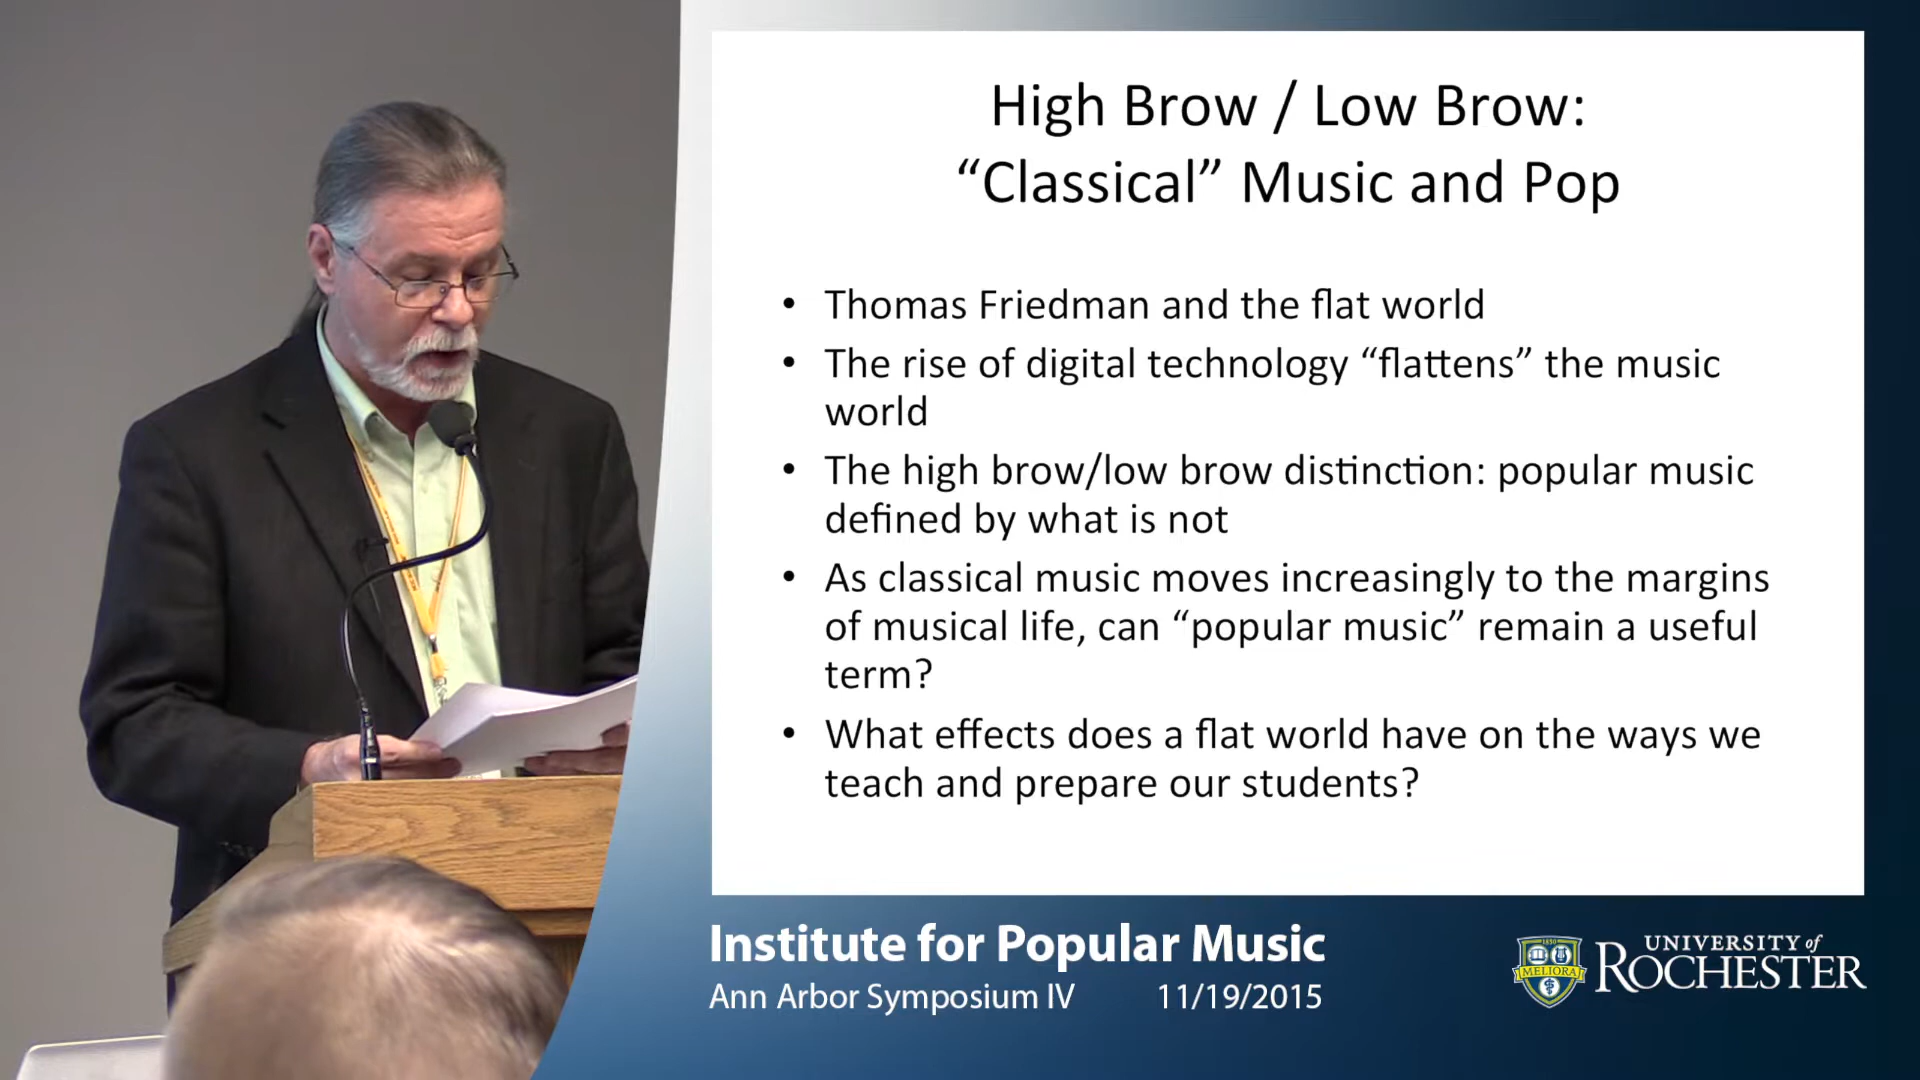 High Brow / Low Brow:
“Classical” Music and Pop
• Thomas Friedman and the flat world
• The rise of digital technology “flattens” the music
world
• The high brow/low brow distinction: popular music
defined by what is not
• As classical music moves increasingly to the margins
of musical life, can “popular music” remain a useful
term?
• What effects does a flat world have on the ways we
teach and prepare our students?
Institute for Popular Music
Ann Arbor Symposium IV 11/19/2015
1850
MELIORA
UNIVERSITY of
ROCHESTER